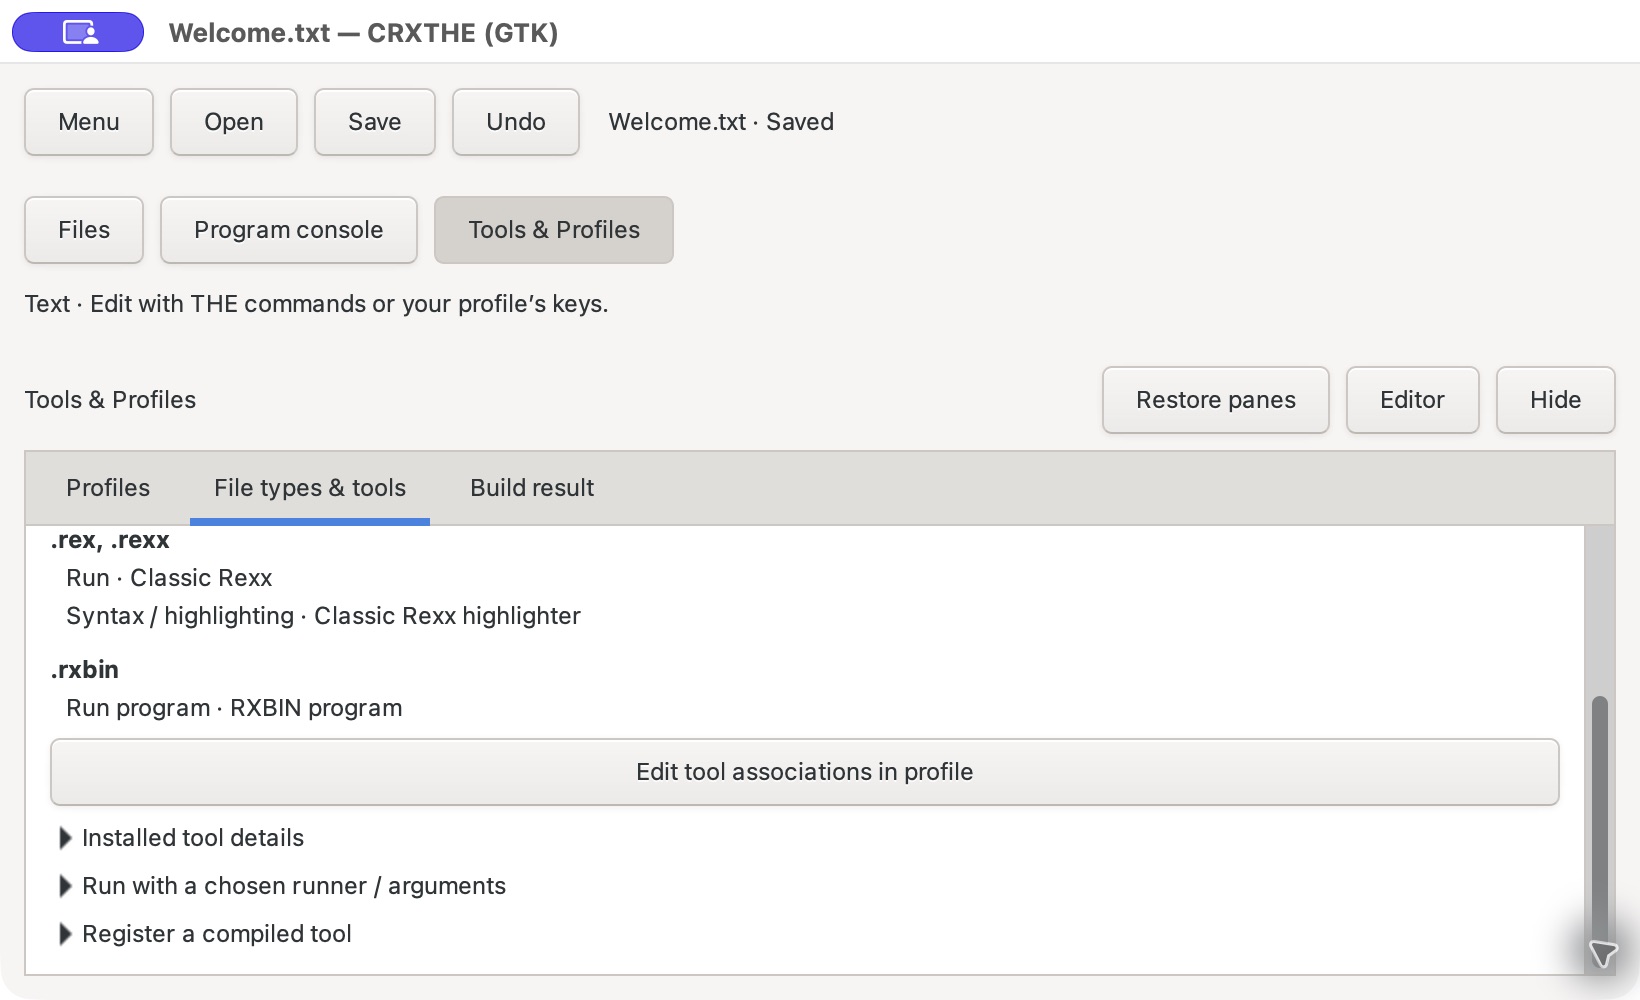 Welcome.txt — CRXTHE (GTK)
Menu Open Save Undo Welcome.txt · Saved
Files Program console Tools & Profiles
Text · Edit with THE commands or your profile’s keys.
Tools & Profiles Restore panes Editor Hide
Profiles File types & tools Build result
.rex, .rexx
Run · Classic Rexx
Syntax / highlighting · Classic Rexx highlighter
.rxbin
Run program · RXBIN program
Edit tool associations in profile
Installed tool details
Run with a chosen runner / arguments
Register a compiled tool